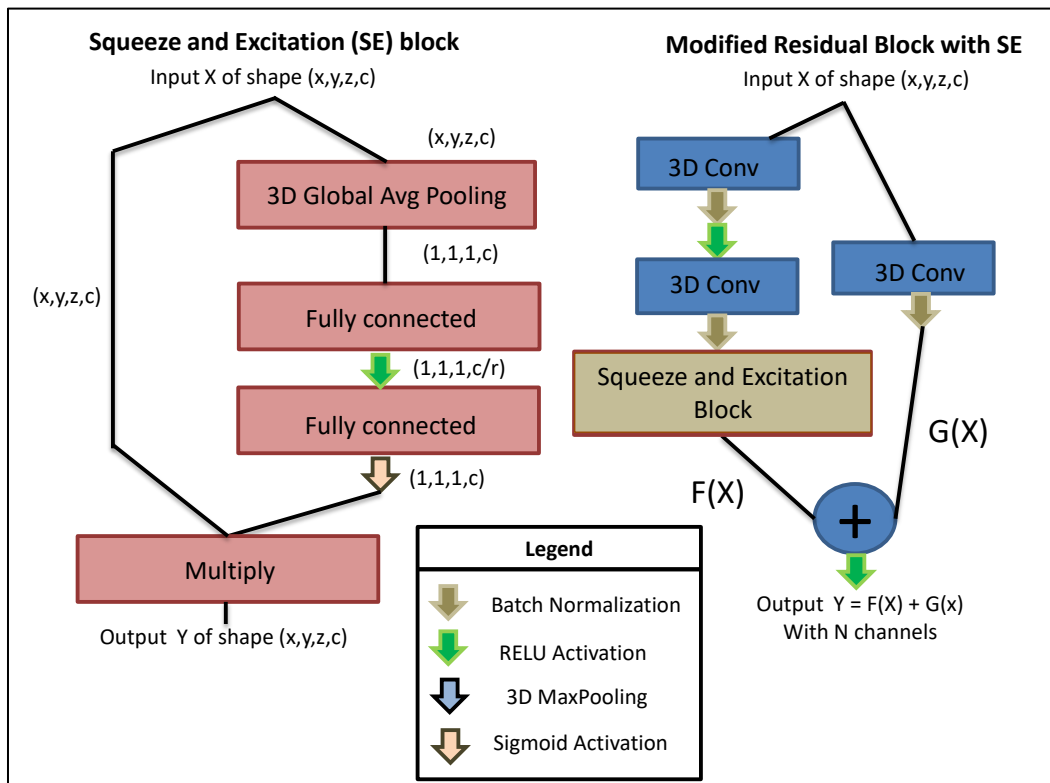 Squeeze and Excitation (SE) block
Input X of shape (x,y,z,c)
(x,y,z,c)
3D Global Avg Pooling
(1,1,1,c)
(x,y,z,c)
Fully connected
(1,1,1,c/r)
Fully connected
(1,1,1,c)
Multiply
Output Y of shape (x,y,z,c)
Modified Residual Block with SE
Input X of shape (x,y,z,c)
3D Conv
3D Conv
3D Conv
Squeeze and Excitation
Block
G(X)
F(X)
+
Output Y = F(X) + G(x)
With N channels
Legend
Batch Normalization
RELU Activation
3D MaxPooling
Sigmoid Activation